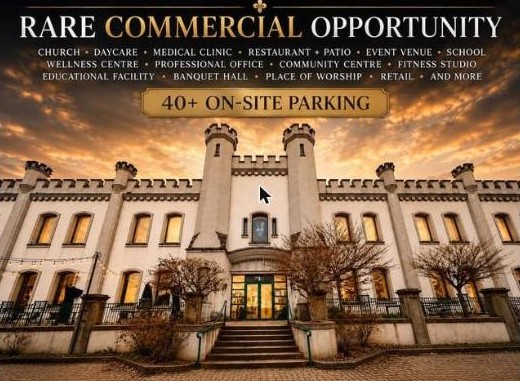 RARE COMMERCIAL OPPORTUNITY
CHURCH • DAYCARE • MEDICAL CLINIC • RESTAURANT + PATIO • EVENT VENUE • SCHOOL
WELLNESS CENTRE • PROFESSIONAL OFFICE • COMMUNITY CENTRE • FITNESS STUDIO
EDUCATIONAL FACILITY • BANQUET HALL • PLACE OF WORSHIP • RETAIL • AND MORE
40+ ON-SITE PARKING